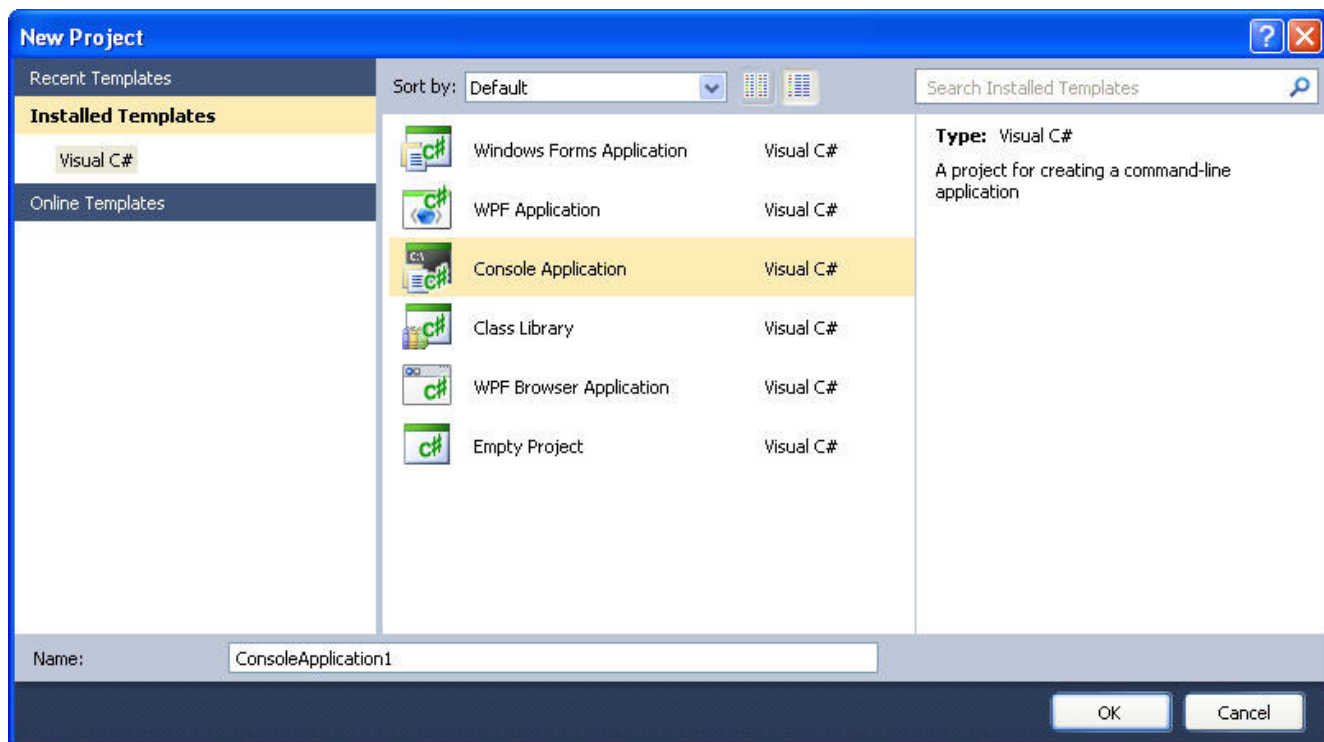 New Project
Recent Templates
Installed Templates
Visual C#
Online Templates
Sort by: Default
Search Installed Templates
Windows Forms Application Visual C#
WPF Application Visual C#
Console Application Visual C#
Class Library Visual C#
WPF Browser Application Visual C#
Empty Project Visual C#
Type: Visual C#
A project for creating a command-line
application
Name: ConsoleApplication1
OK Cancel